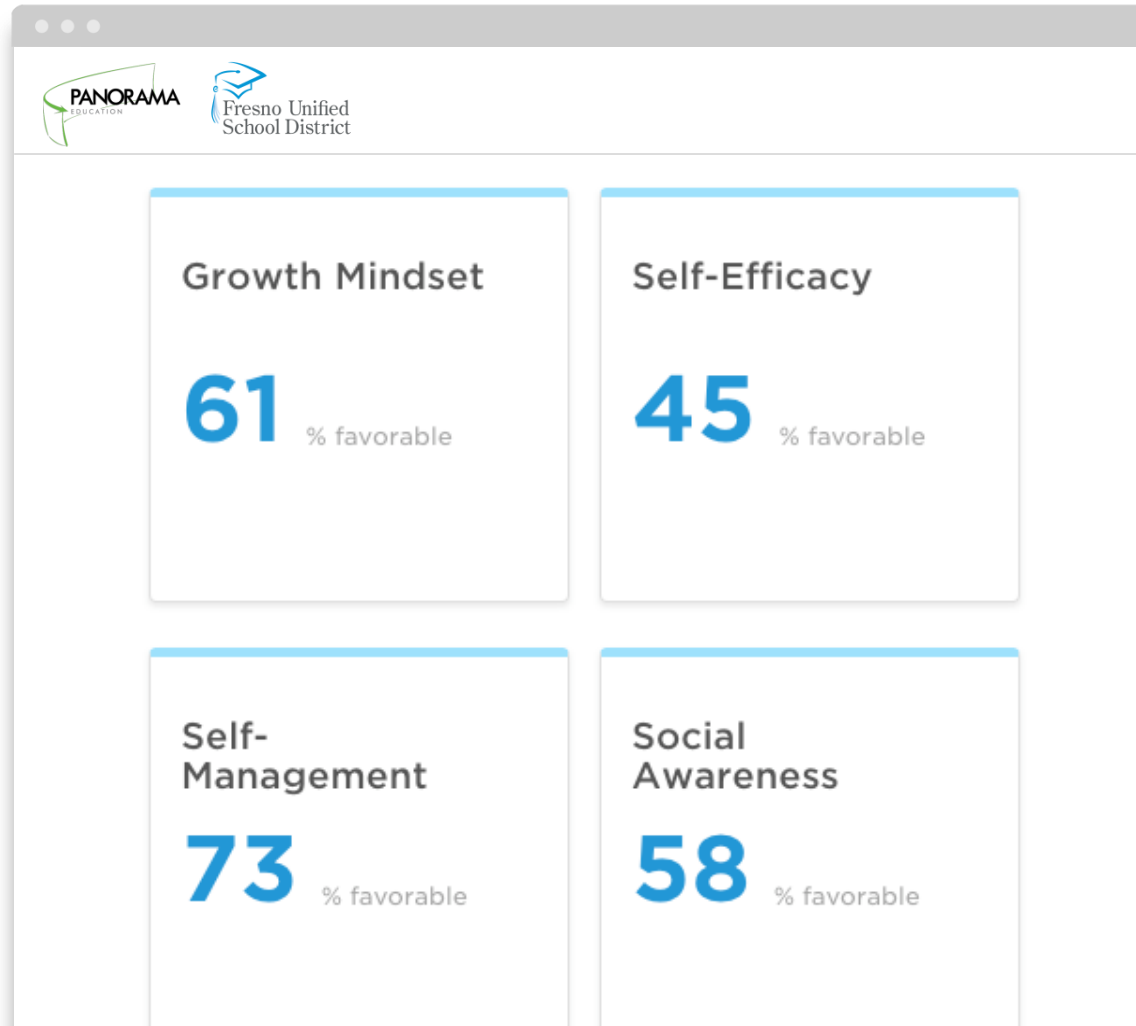 PANORAMA
EDUCATION
Fresno Unified
School District
Growth Mindset
61 % favorable
Self-Efficacy
45 % favorable
Self-
Management
73 % favorable
Social
Awareness
58 % favorable